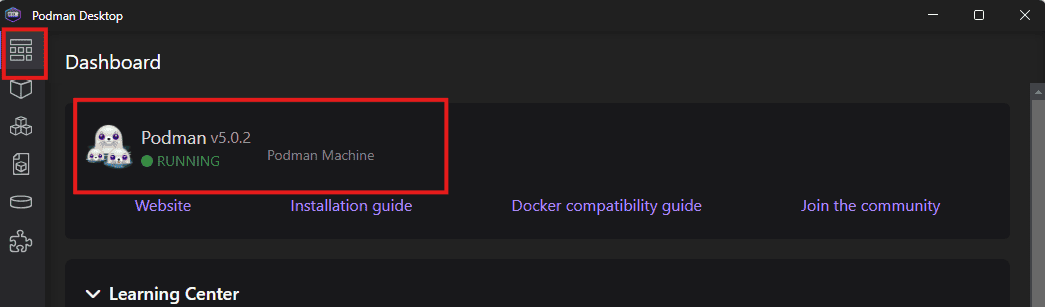 Podman Desktop
Dashboard
Podman v5.0.2
RUNNING
Podman Machine
Website
Installation guide
Docker compatibility guide
Join the community
Learning Center